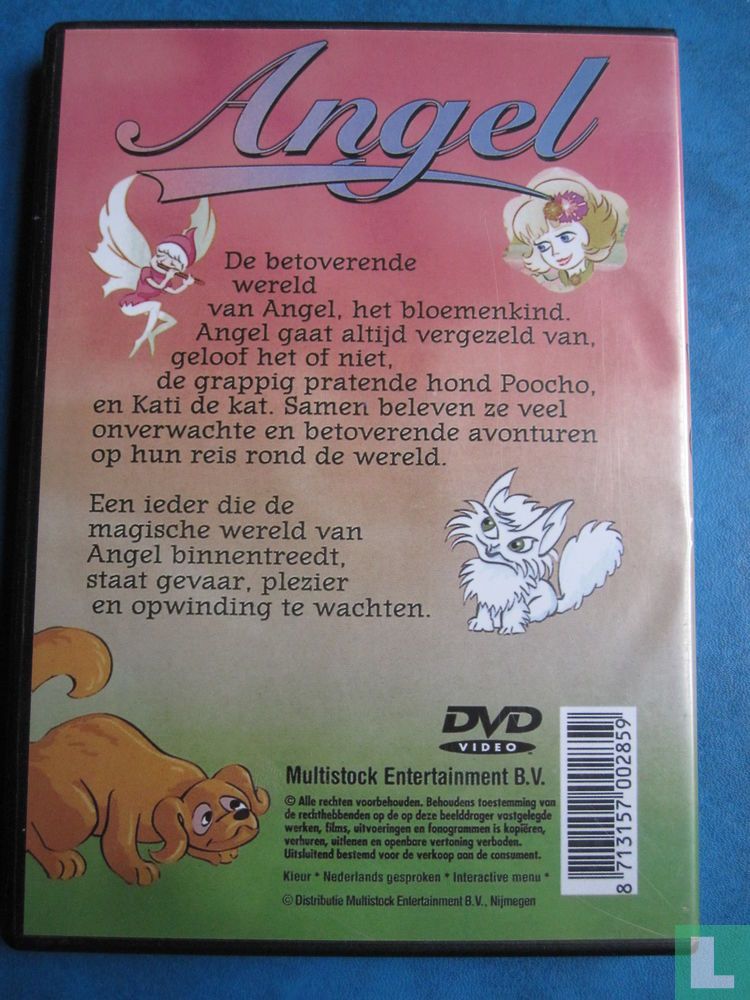 Angel
De betoverende
wereld
van Angel, het bloemenkind.
Angel gaat altijd vergezeld van,
geloof het of niet,
de grappig pratende hond Poocho,
en Kati de kat. Samen beleven ze veel
onverwachte en betoverende avonturen
op hun reis rond de wereld.
Een ieder die de
magische wereld van
Angel binnentreedt,
staat gevaar, plezier
en opwinding te wachten.
DVD
VIDEO
Multistock Entertainment B.V.
© Alle rechten voorbehouden. Behoudens toestemming van
de rechthebbenden op de op deze beelddrager vastgelegde
werken, films, uitvoeringen en fonogrammen is kopiëren,
verhuren, uitlenen en openbare vertoning verboden.
Uitsluitend bestemd voor de verkoop aan de consument.
Kleur * Nederlands gesproken * Interactive menu *
© Distributie Multistock Entertainment B.V., Nijmegen
8 713157 002859
L